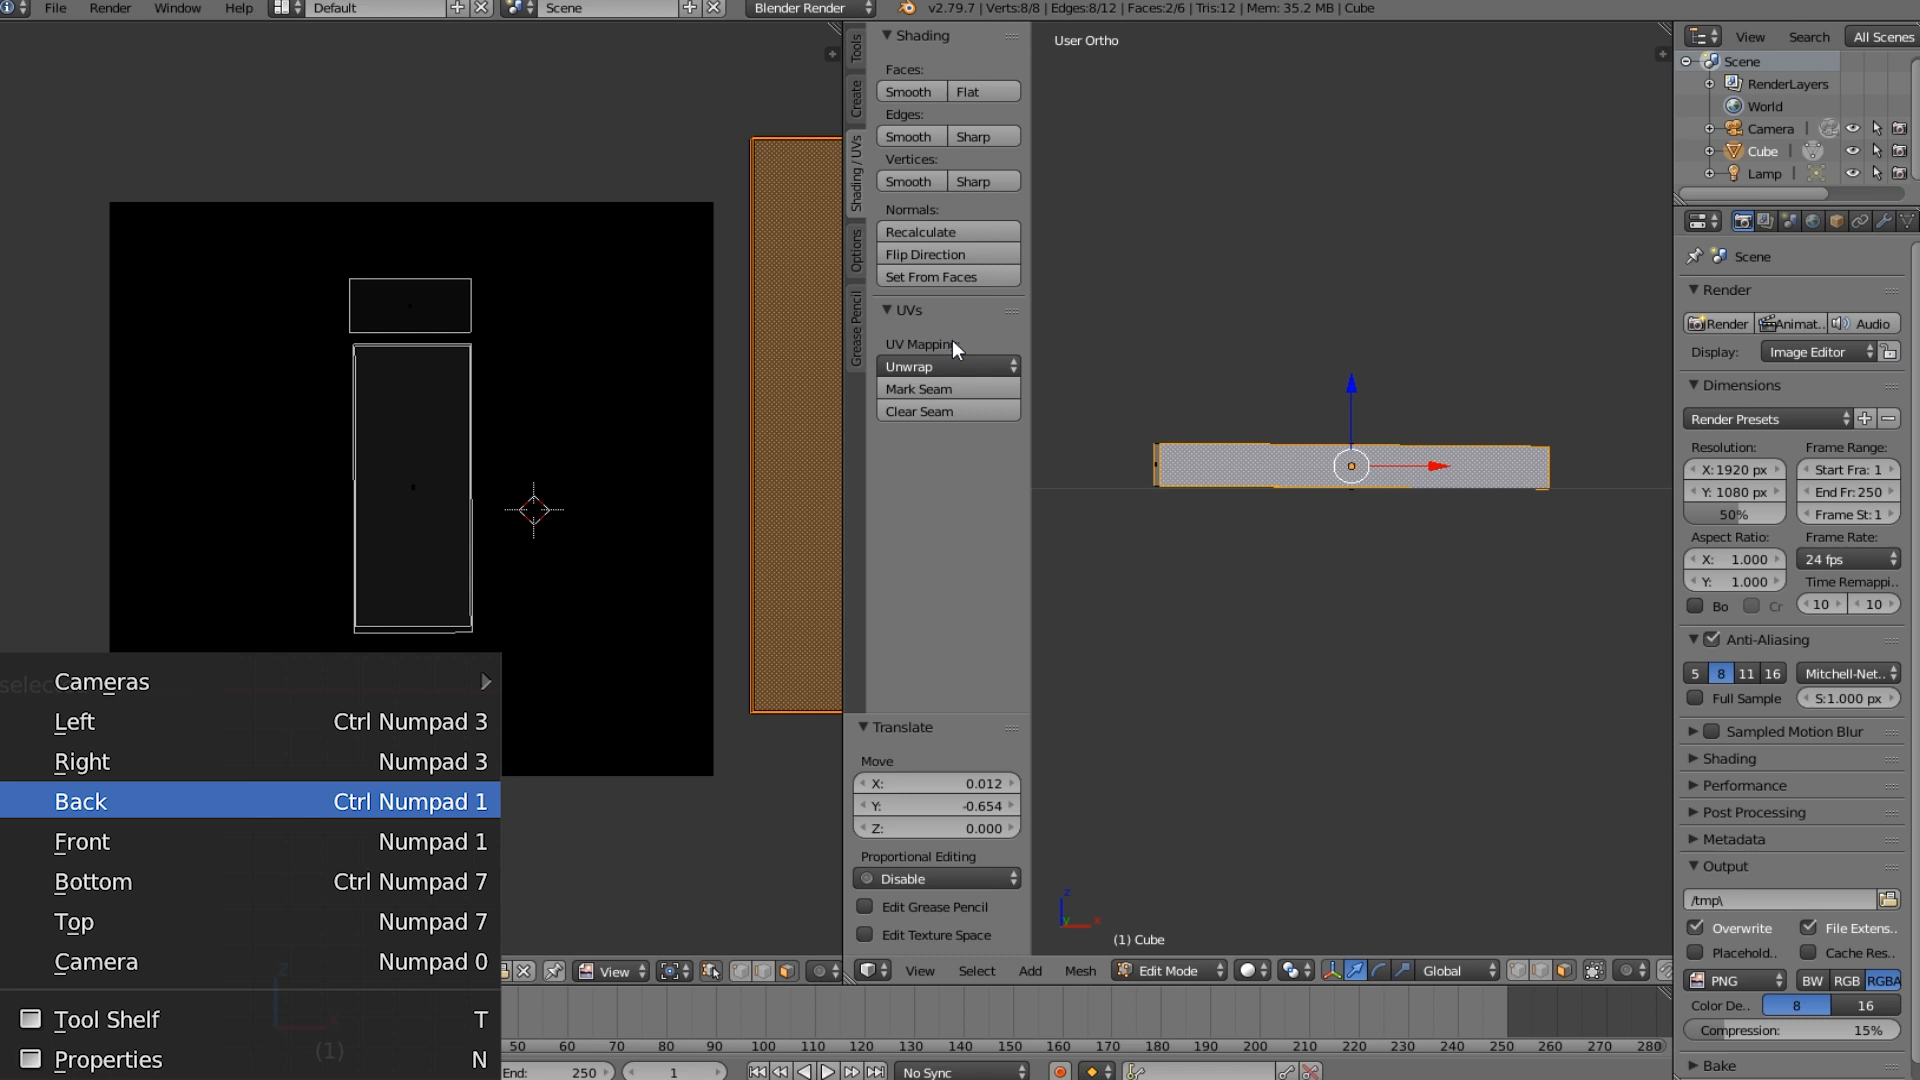 File Render Window Help Default Scene Blender Render v2.79.7 | Verts:8/8 | Edges:8/12 | Faces:2/6 | Tris:12 | Mem: 35.2 MB | Cube
Tools
Create
Shading / UVs
Options
Grease Pencil
Shading
Faces:
Smooth Flat
Edges:
Smooth Sharp
Vertices:
Smooth Sharp
Normals:
Recalculate
Flip Direction
Set From Faces
UVs
UV Mapping
Unwrap
Mark Seam
Clear Seam
Translate
Move
X: 0.012
Y: -0.654
Z: 0.000
Proportional Editing
Disable
Edit Grease Pencil
Edit Texture Space
User Ortho
z
y x
(1) Cube
View Select Add Mesh Edit Mode Global
View Search All Scenes
Scene
RenderLayers
World
Camera
Cube
Lamp
Scene
Render
Render Animat.. Audio
Display: Image Editor
Dimensions
Render Presets
Resolution: Frame Range:
X:1920 px Start Fra: 1
Y: 1080 px End Fr: 250
50% Frame St: 1
Aspect Ratio: Frame Rate:
X: 1.000 24 fps
Y: 1.000 Time Remappi..
Bo Cr 10 10
Anti-Aliasing
5 8 11 16 Mitchell-Net..
Full Sample S:1.000 px
Sampled Motion Blur
Shading
Performance
Post Processing
Metadata
Output
/tmp\
Overwrite File Extens..
Placehold.. Cache Res..
PNG BW RGB RGBA
Color De.. 8 16
Compression: 15%
Bake
selec
Cameras
Left Ctrl Numpad 3
Right Numpad 3
Back Ctrl Numpad 1
Front Numpad 1
Bottom Ctrl Numpad 7
Top Numpad 7
Camera Numpad 0
Tool Shelf T
Properties N
(1)
View
50 60 70 80 90 100 110 120 130 140 150 160 170 180 190 200 210 220 230 240 250 260 270 280
End: 250 1 No Sync